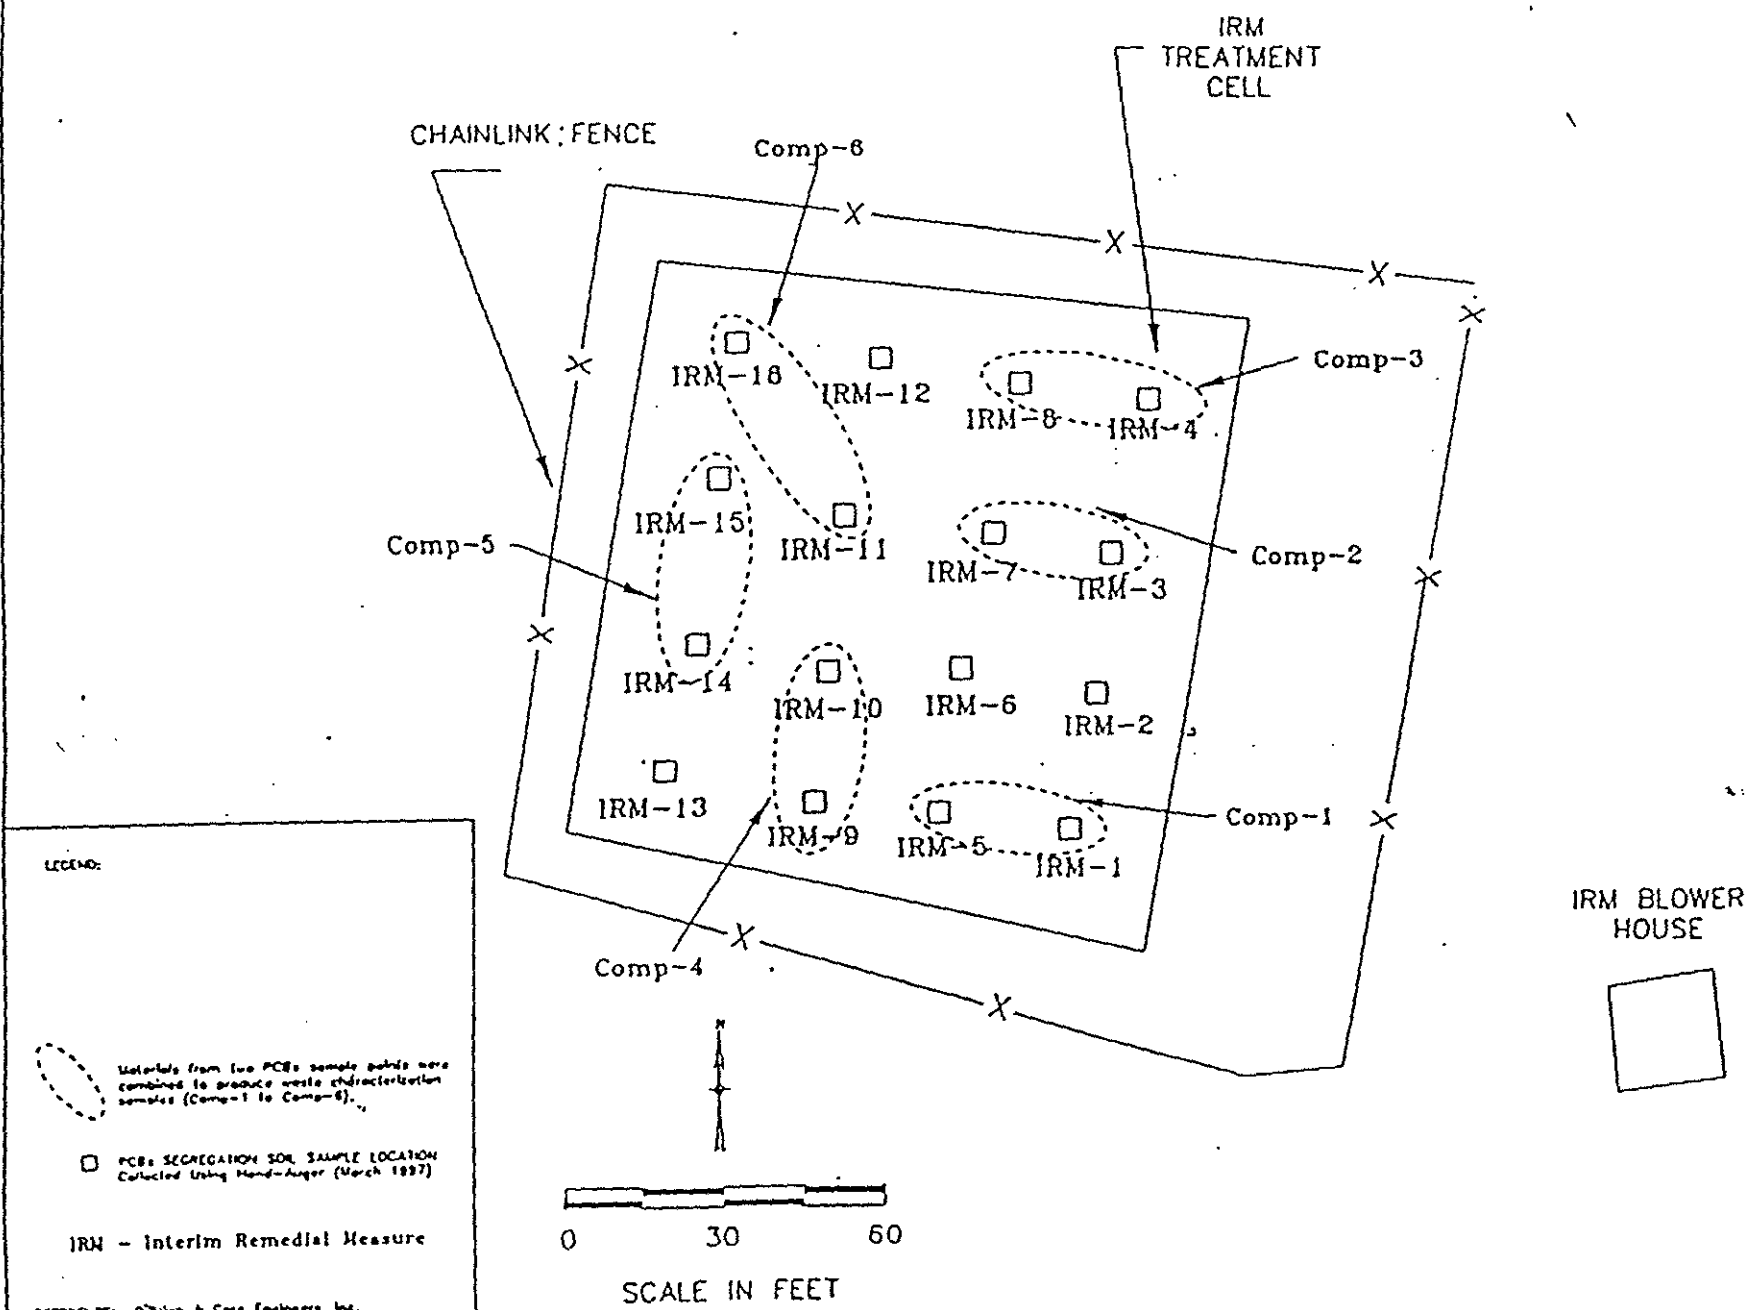 IRM
TREATMENT
CELL
CHAINLINK FENCE
Comp-6
Comp-3
IRM-16
IRM-12
IRM-8
IRM-4
IRM-15
IRM-11
IRM-7
IRM-3
Comp-5
Comp-2
IRM-14
IRM-10
IRM-6
IRM-2
IRM-13
IRM-9
IRM-5
IRM-1
Comp-1
Comp-4
IRM BLOWER
HOUSE
LEGEND:
Materials from two PCBs sample points were
combined to produce waste characterization
samples (Comp-1 to Comp-6).
PCBs SEGREGATION SOIL SAMPLE LOCATION
Collected Using Hand-Auger (March 1997)
IRM - Interim Remedial Measure
Engineers, Inc.
N
0 30 60
SCALE IN FEET